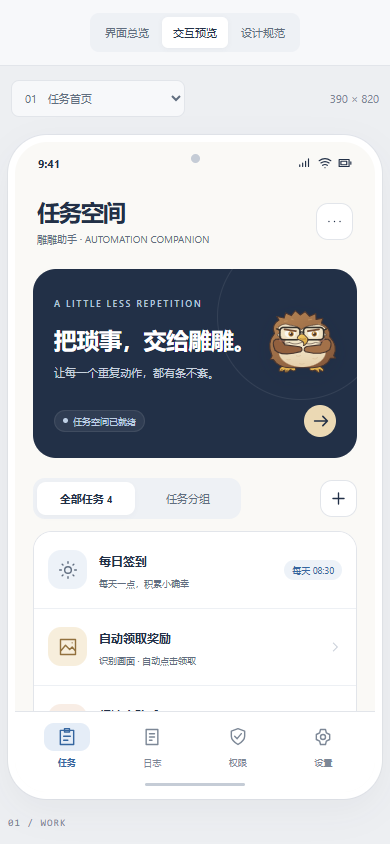 界面总览 交互预览 设计规范
01 任务首页
390 × 820
9:41
任务空间
雕雕助手 · AUTOMATION COMPANION
···
A LITTLE LESS REPETITION
把琐事，交给雕雕。
让每一个重复动作，都有条不紊。
任务空间已就绪
全部任务 4 任务分组
每日签到
每天一点，积累小确幸
每天 08:30
自动领取奖励
识别画面 · 自动点击领取
任务 日志 权限 设置
01 / WORK